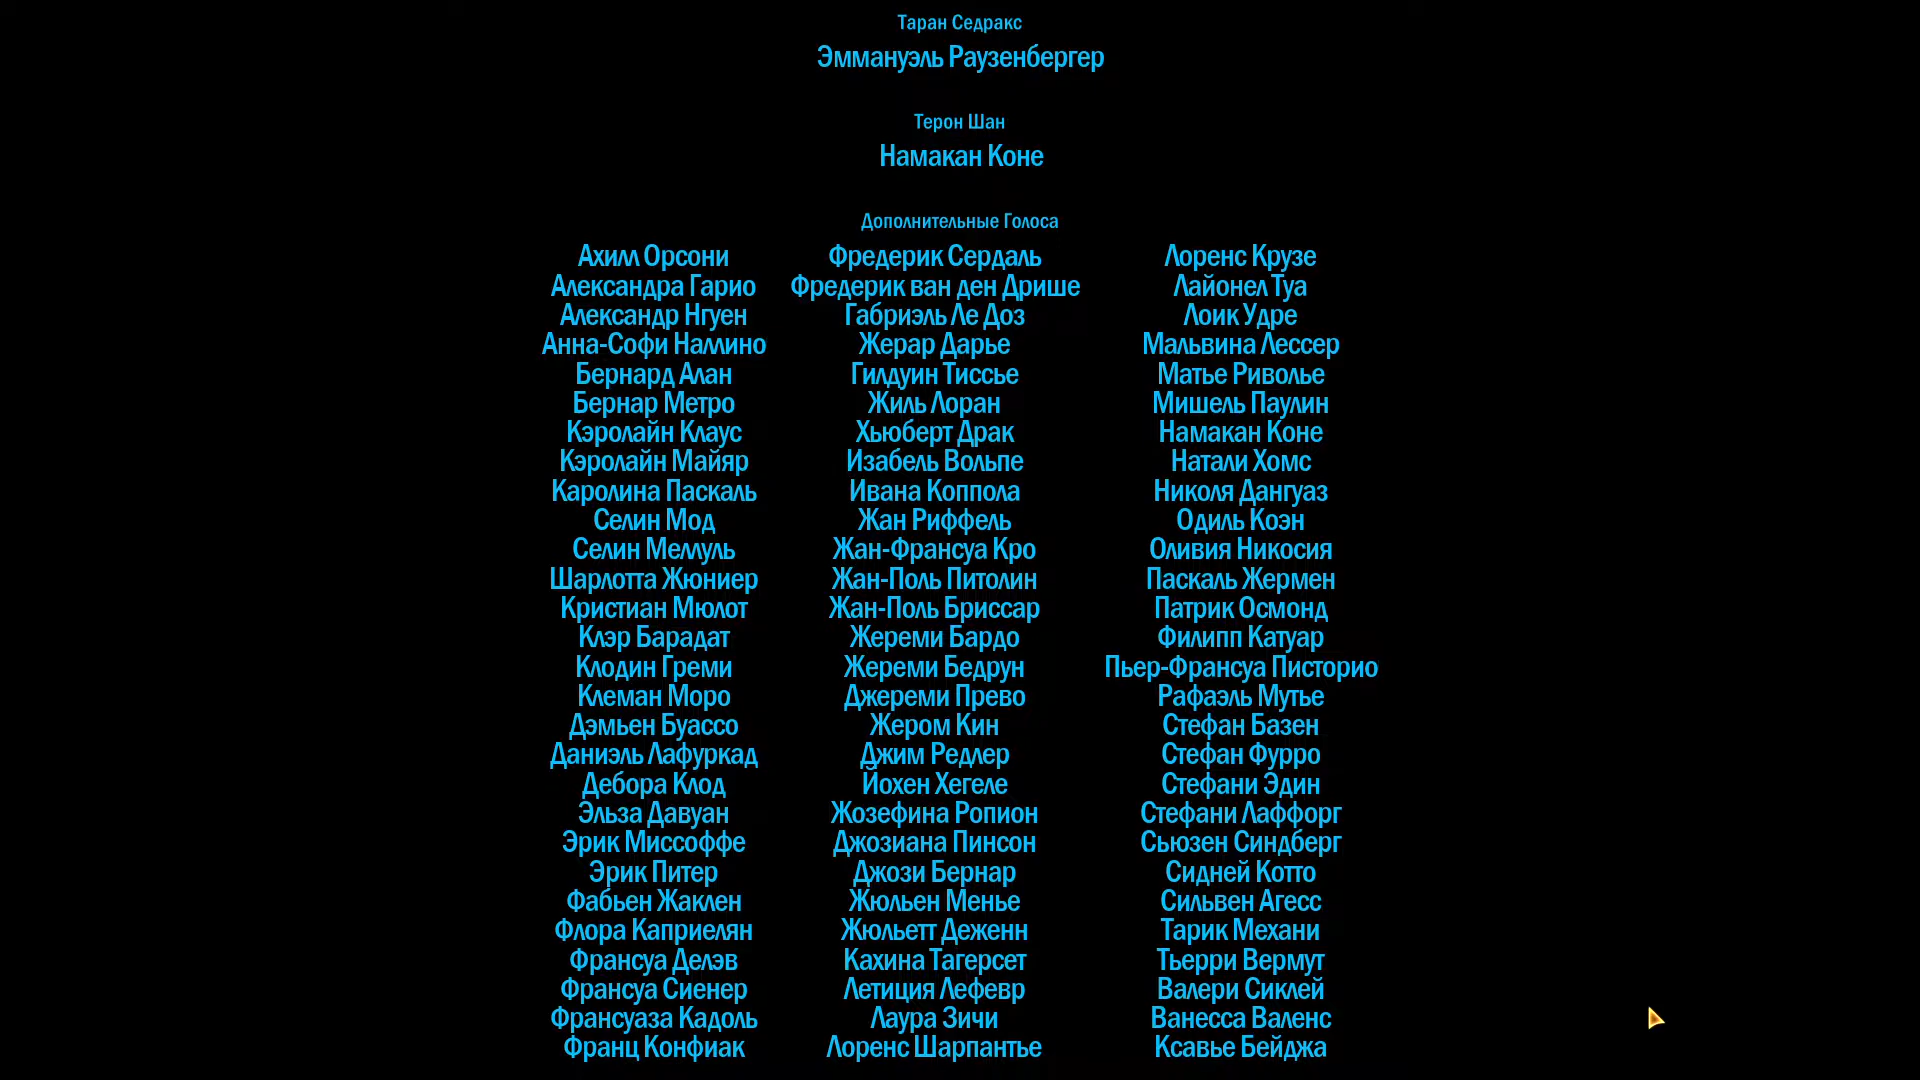 Таран Седракс
Эммануэль Раузенбергер
Терон Шан
Намакан Коне
Дополнительные Голоса
Ахилл Орсони
Александра Гарио
Александр Нгуен
Анна-Софи Наллино
Бернард Алан
Бернар Метро
Кэролайн Клаус
Кэролайн Майяр
Каролина Паскаль
Селин Мод
Селин Меллуль
Шарлотта Жюниер
Кристиан Мюлот
Клэр Барадат
Клодин Греми
Клеман Моро
Дэмьен Буассо
Даниэль Лафуркад
Дебора Клод
Эльза Давуан
Эрик Миссоффе
Эрик Питер
Фабьен Жаклен
Флора Каприелян
Франсуа Делэв
Франсуа Сиенер
Франсуаза Кадоль
Франц Конфиак
Фредерик Сердаль
Фредерик ван ден Дрише
Габриэль Ле Доз
Жерар Дарье
Гилдуин Тиссье
Жиль Лоран
Хьюберт Драк
Изабель Вольпе
Ивана Коппола
Жан Риффель
Жан-Франсуа Кро
Жан-Поль Питолин
Жан-Поль Бриссар
Жереми Бардо
Жереми Бедрун
Джереми Прево
Жером Кин
Джим Редлер
Йохен Хегеле
Жозефина Ропион
Джозиана Пинсон
Джози Бернар
Жюльен Менье
Жюльетт Деженн
Кахина Тагерсет
Летиция Лефевр
Лаура Зичи
Лоренс Шарпантье
Лоренс Крузе
Лайонел Туа
Лоик Удре
Мальвина Лессер
Матье Риволье
Мишель Паулин
Намакан Коне
Натали Хомс
Николя Дангуаз
Одиль Коэн
Оливия Никосия
Паскаль Жермен
Патрик Осмонд
Филипп Катуар
Пьер-Франсуа Писторио
Рафаэль Мутье
Стефан Базен
Стефан Фурро
Стефани Эдин
Стефани Лаффорг
Сьюзен Синдберг
Сидней Котто
Сильвен Агесс
Тарик Механи
Тьерри Вермут
Валери Сиклей
Ванесса Валенс
Ксавье Бейджа